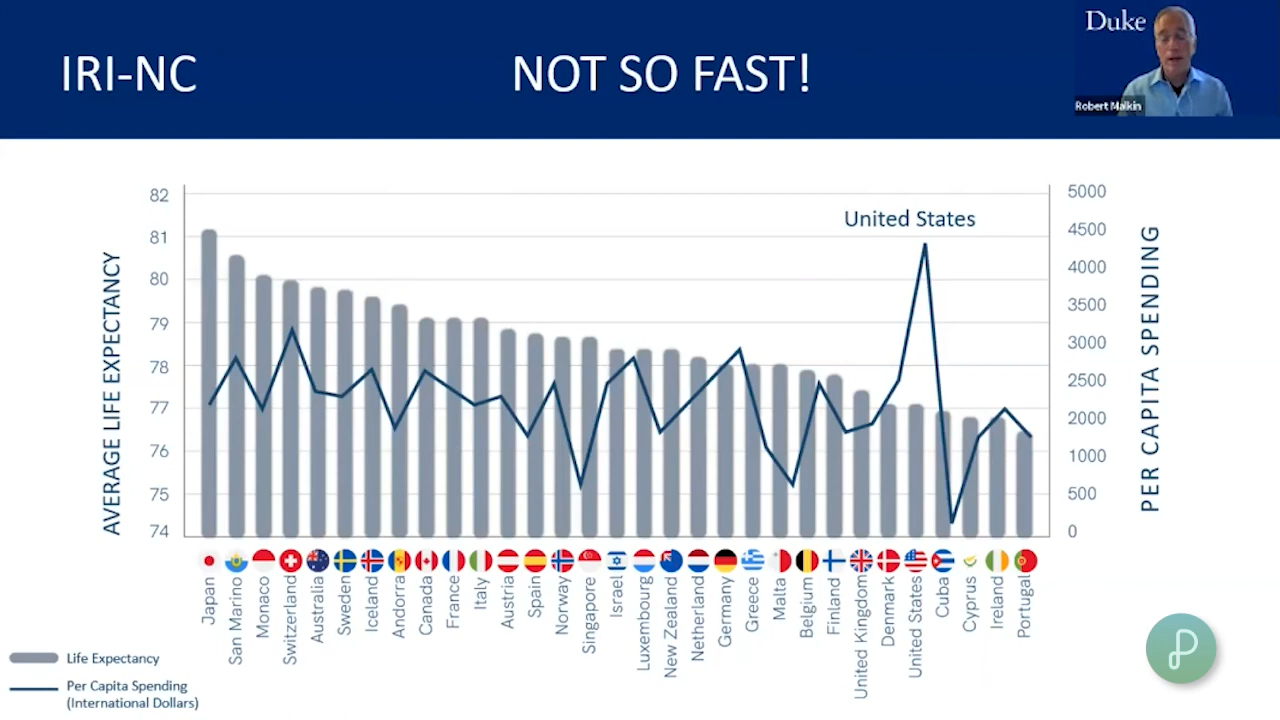 IRI-NC
NOT SO FAST!
Duke
Robert Malkin
AVERAGE LIFE EXPECTANCY
82
81
80
79
78
77
76
75
74
United States
5000
4500
4000
3500
3000
2500
2000
1000
500
0
PER CAPITA SPENDING
Japan
San Marino
Monaco
Switzerland
Australia
Sweden
Iceland
Andorra
Canada
France
Italy
Austria
Spain
Norway
Singapore
Israel
Luxembourg
New Zealand
Netherland
Germany
Greece
Malta
Belgium
Finland
United Kingdom
Denmark
United States
Cuba
Cyprus
Ireland
Portugal
Life Expectancy
Per Capita Spending
(International Dollars)